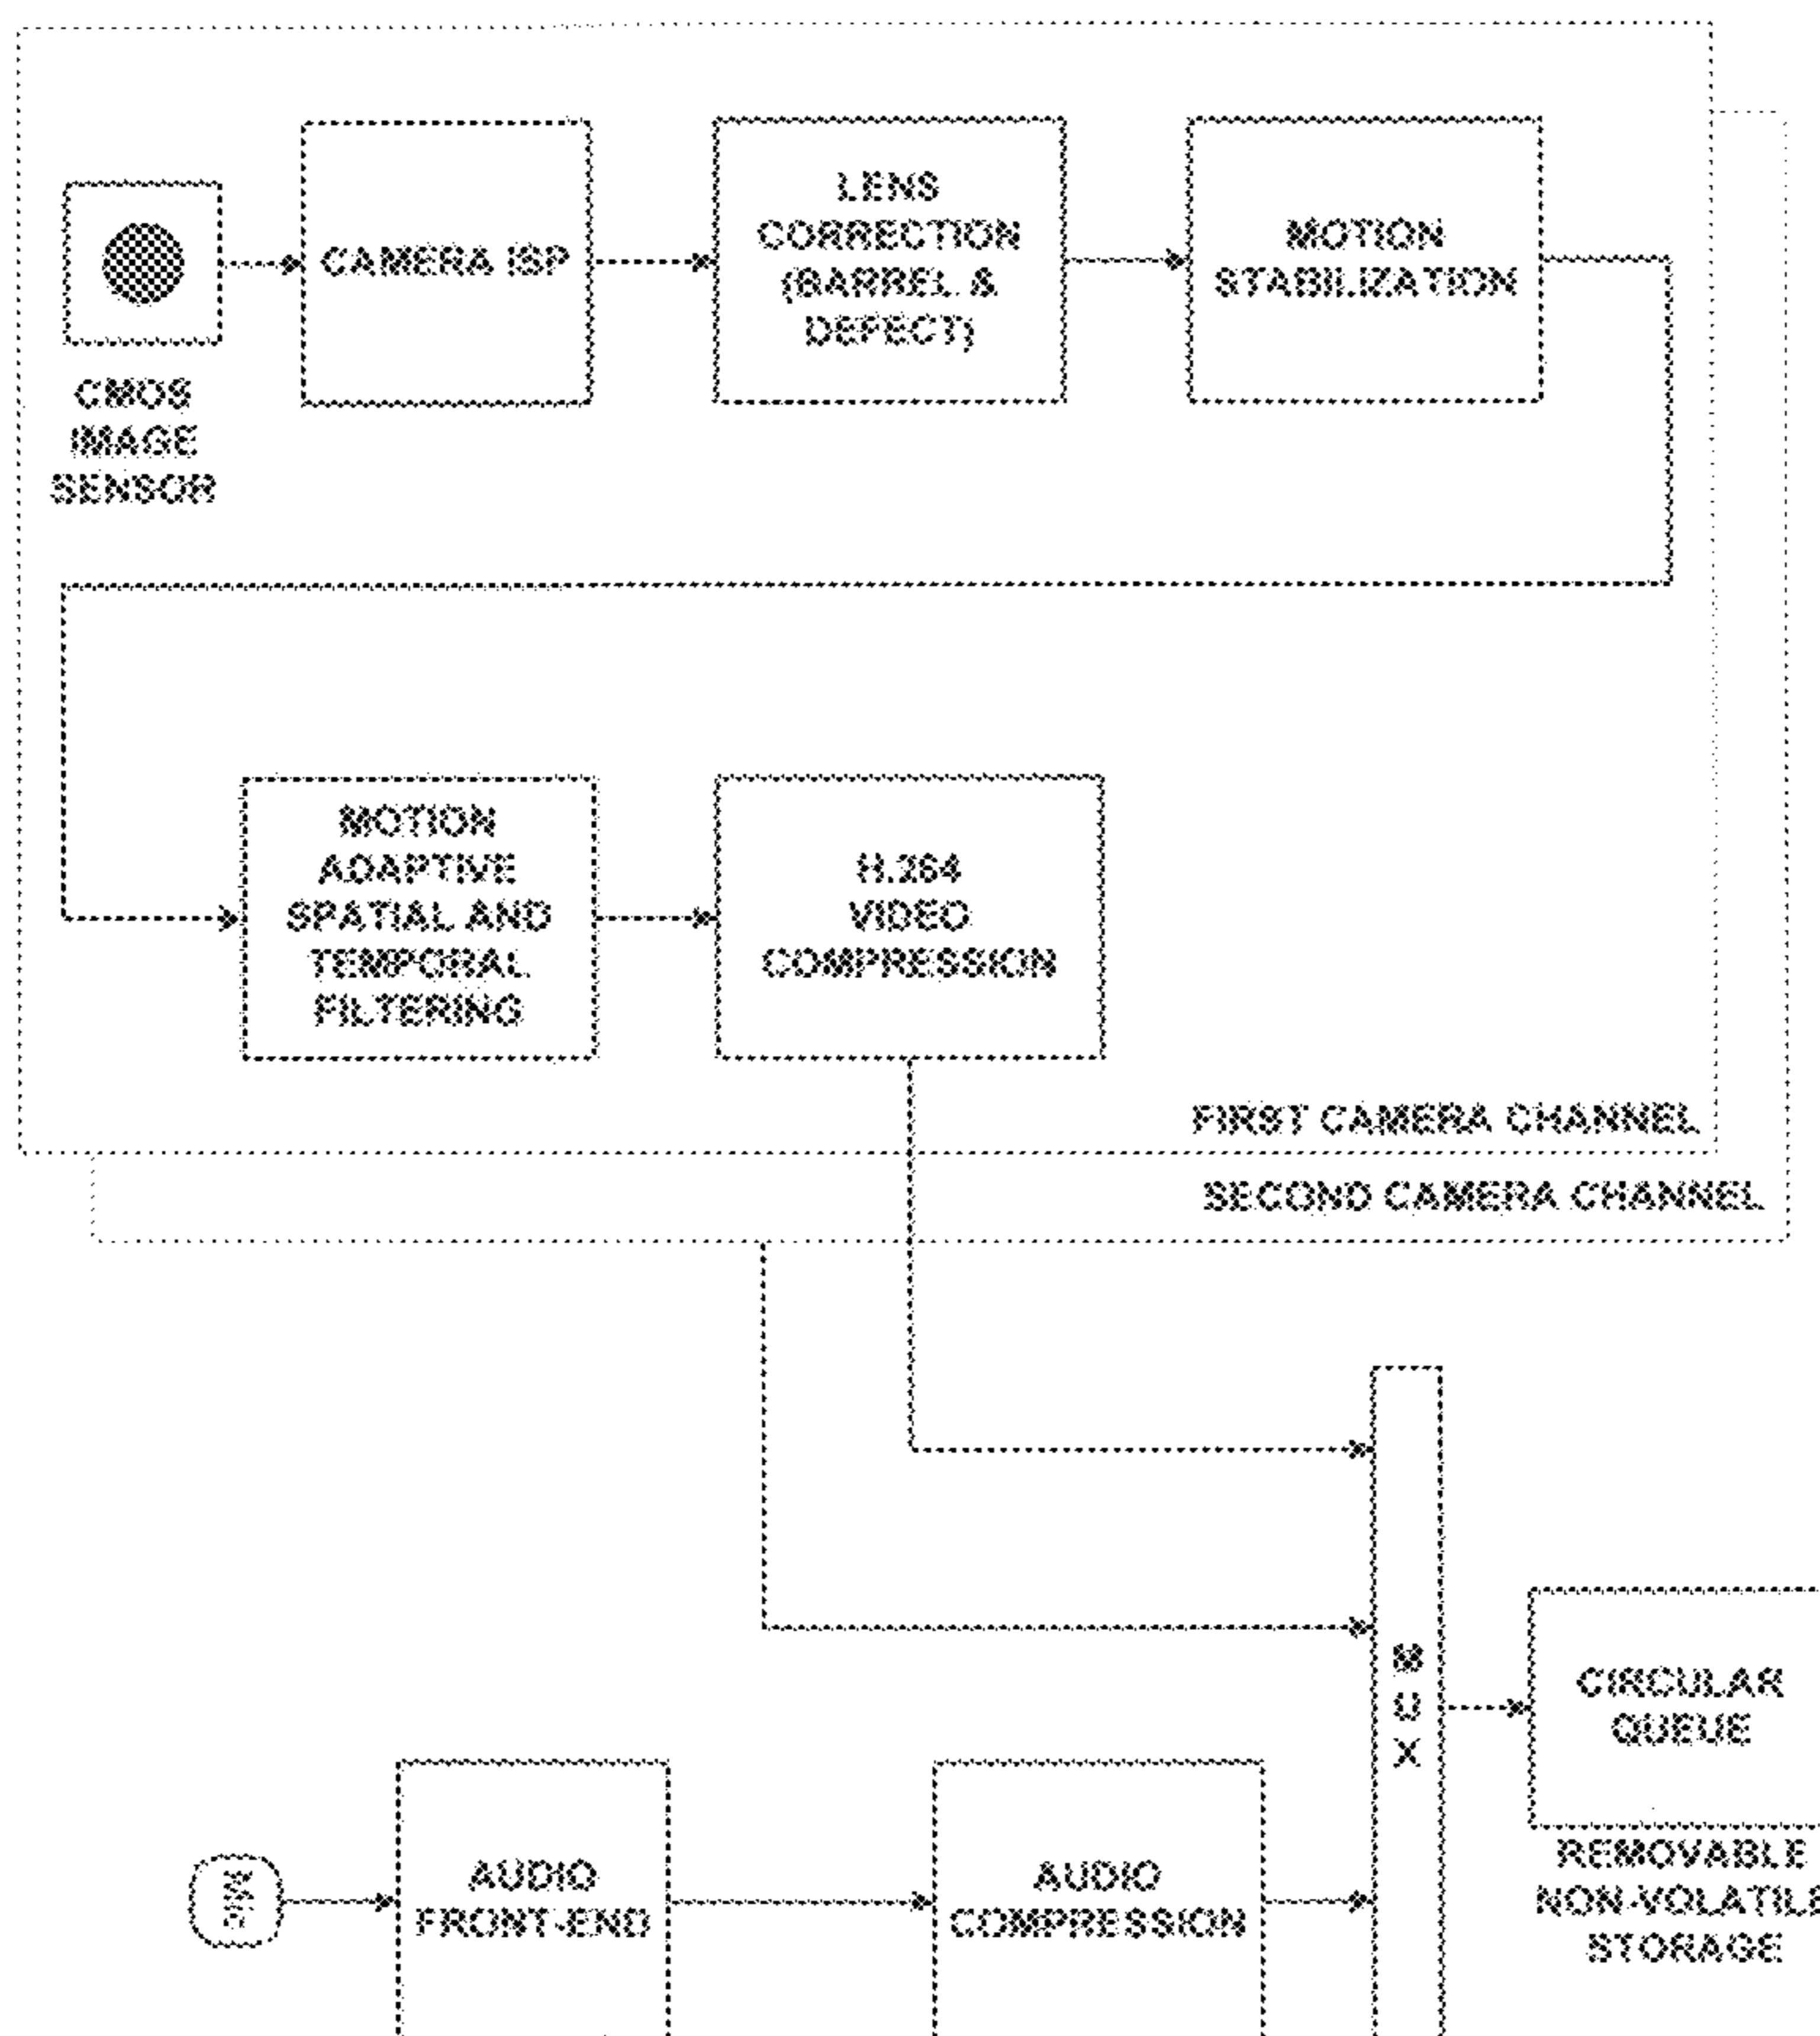 CAMERA ISP
LENS
CORRECTION
(BARREL &
DEFECT)
MOTION
STABILIZATION
CMOS
IMAGE
SENSOR
MOTION
ADAPTIVE
SPATIAL AND
TEMPORAL
FILTERING
H.264
VIDEO
COMPRESSION
FIRST CAMERA CHANNEL
SECOND CAMERA CHANNEL
M
U
X
CIRCULAR
QUEUE
REMOVABLE
NON-VOLATILE
STORAGE
MIC
AUDIO
FRONT-END
AUDIO
COMPRESSION